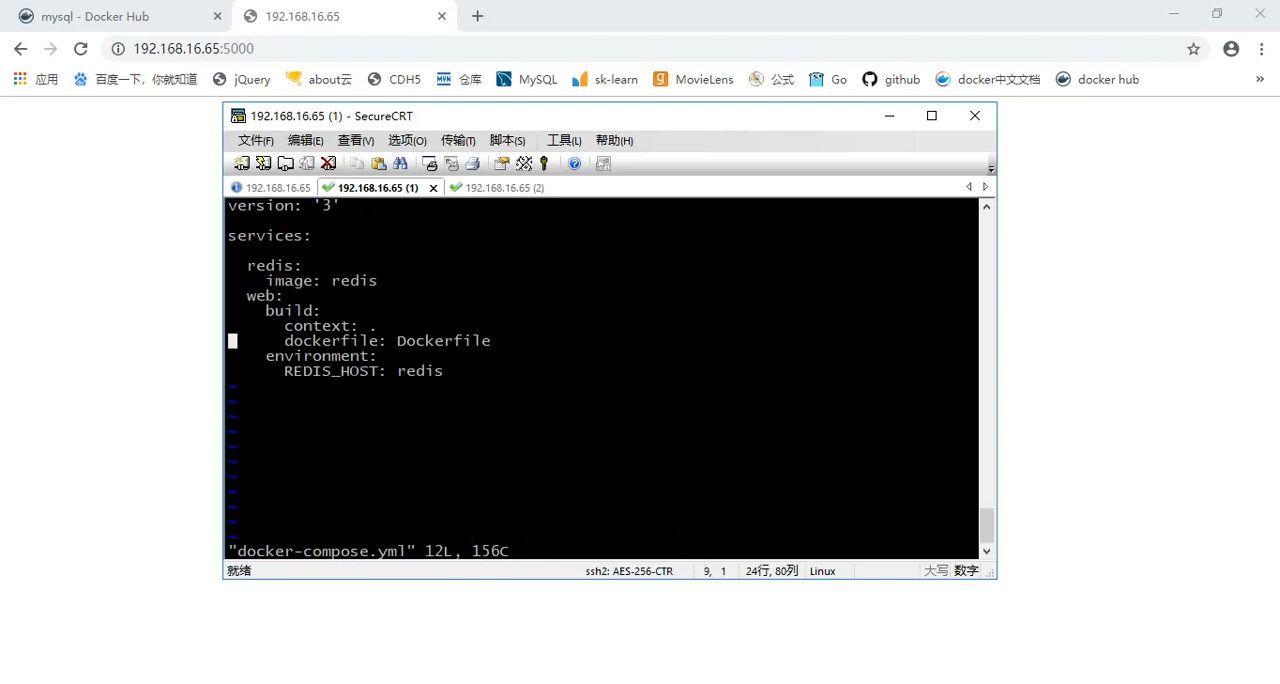 mysql - Docker Hub
192.168.16.65
192.168.16.65:5000
应用 百度一下，你就知道 jQuery about云 CDH5 仓库 MySQL sk-learn MovieLens 公式 Go github docker中文文档 docker hub »
192.168.16.65 (1) - SecureCRT
文件(F) 编辑(E) 查看(V) 选项(O) 传输(T) 脚本(S) 工具(L) 帮助(H)
192.168.16.65 192.168.16.65 (1) 192.168.16.65 (2)
version: '3'
services:
redis:
image: redis
web:
build:
context: .
dockerfile: Dockerfile
environment:
REDIS_HOST: redis
~
~
~
~
~
~
~
~
~
~
~
"docker-compose.yml" 12L, 156C
就绪 ssh2: AES-256-CTR 9, 1 24行, 80列 Linux 大写 数字